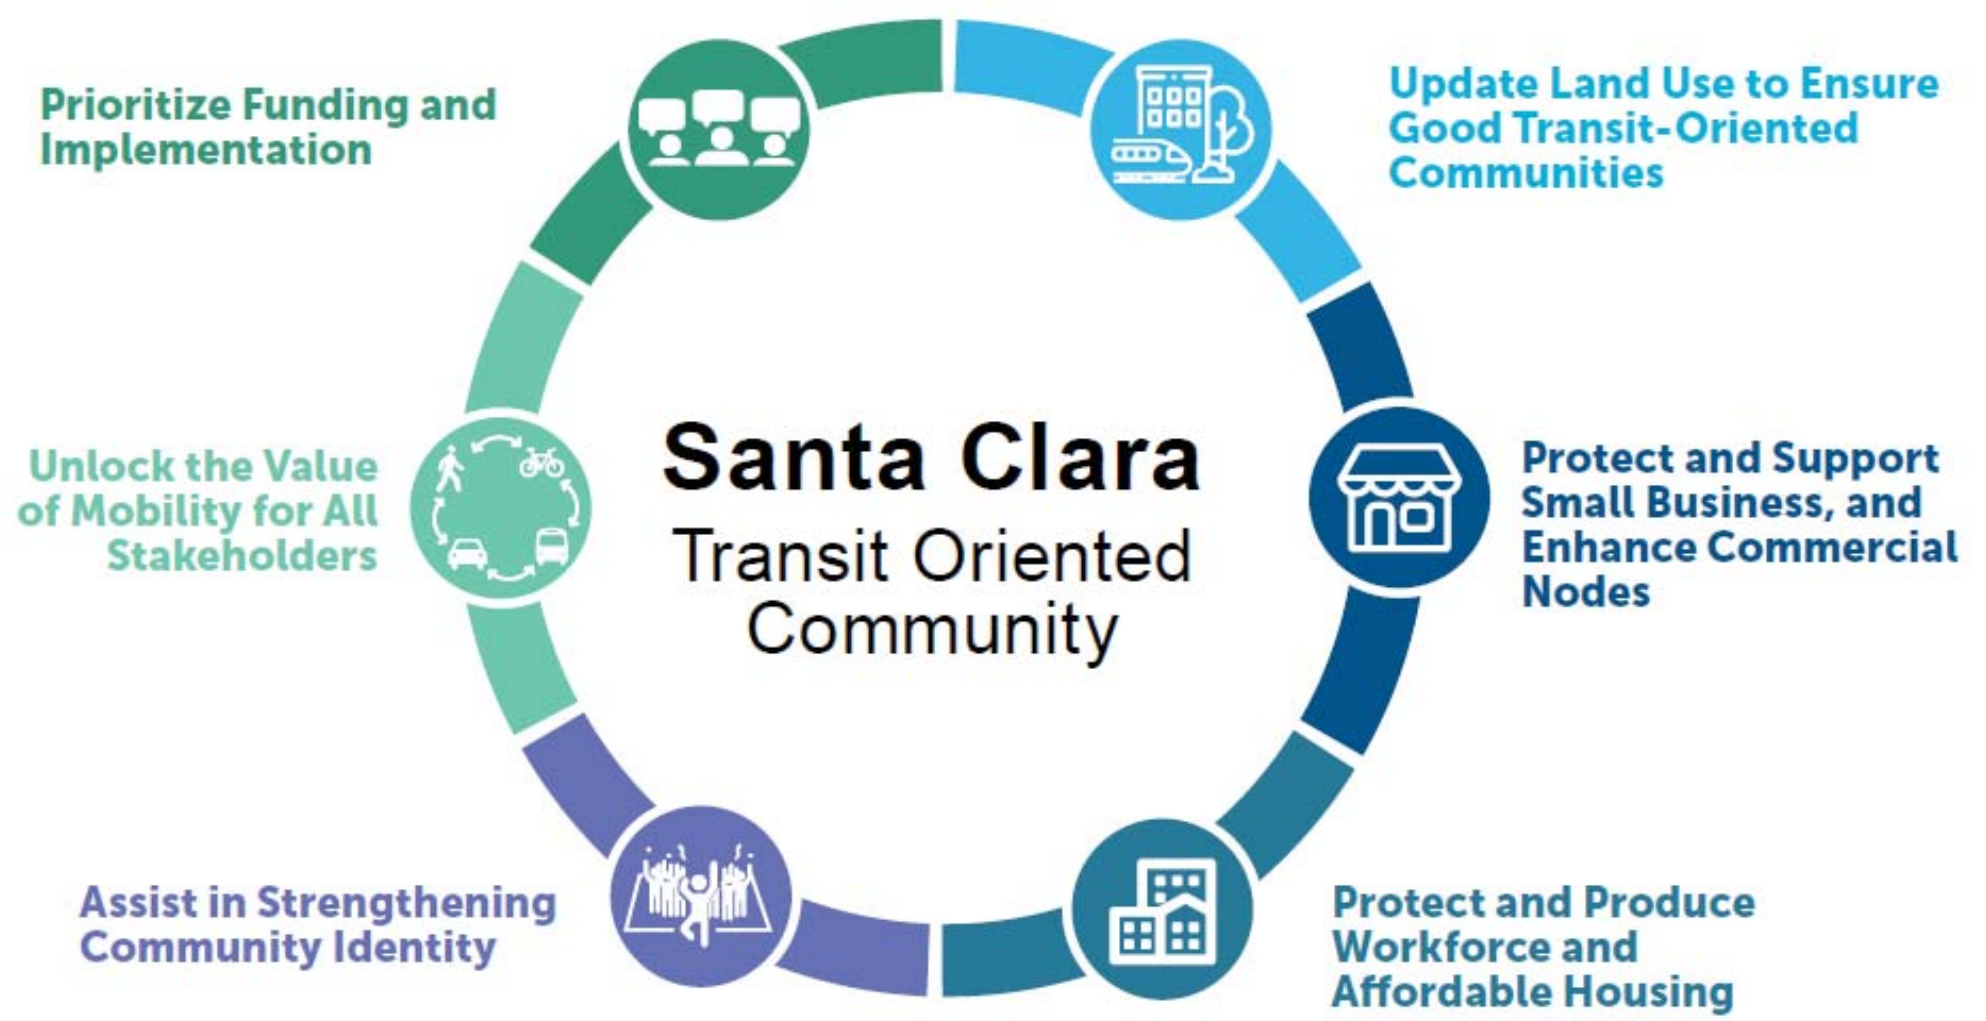 Prioritize Funding and
Implementation
Update Land Use to Ensure
Good Transit-Oriented
Communities
Unlock the Value
of Mobility for All
Stakeholders
Santa Clara
Transit Oriented
Community
Protect and Support
Small Business, and
Enhance Commercial
Nodes
Assist in Strengthening
Community Identity
Protect and Produce
Workforce and
Affordable Housing